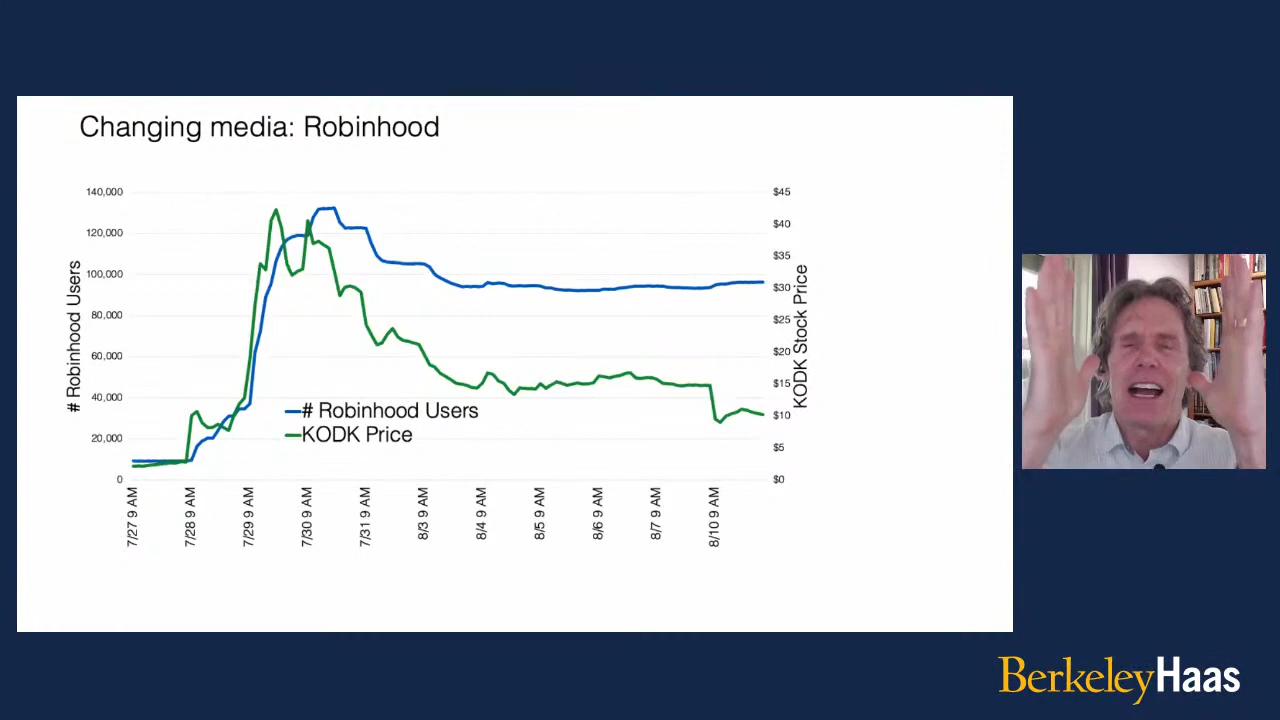 Changing media: Robinhood
# Robinhood Users
140,000
120,000
100,000
80,000
60,000
40,000
20,000
0
$45
$40
$35
$30
$25
$20
$15
$10
$5
$0
KODK Stock Price
# Robinhood Users
KODK Price
7/27 9 AM
7/28 9 AM
7/29 9 AM
7/30 9 AM
7/31 9 AM
8/3 9 AM
8/4 9 AM
8/5 9 AM
8/6 9 AM
8/7 9 AM
8/10 9 AM
BerkeleyHaas